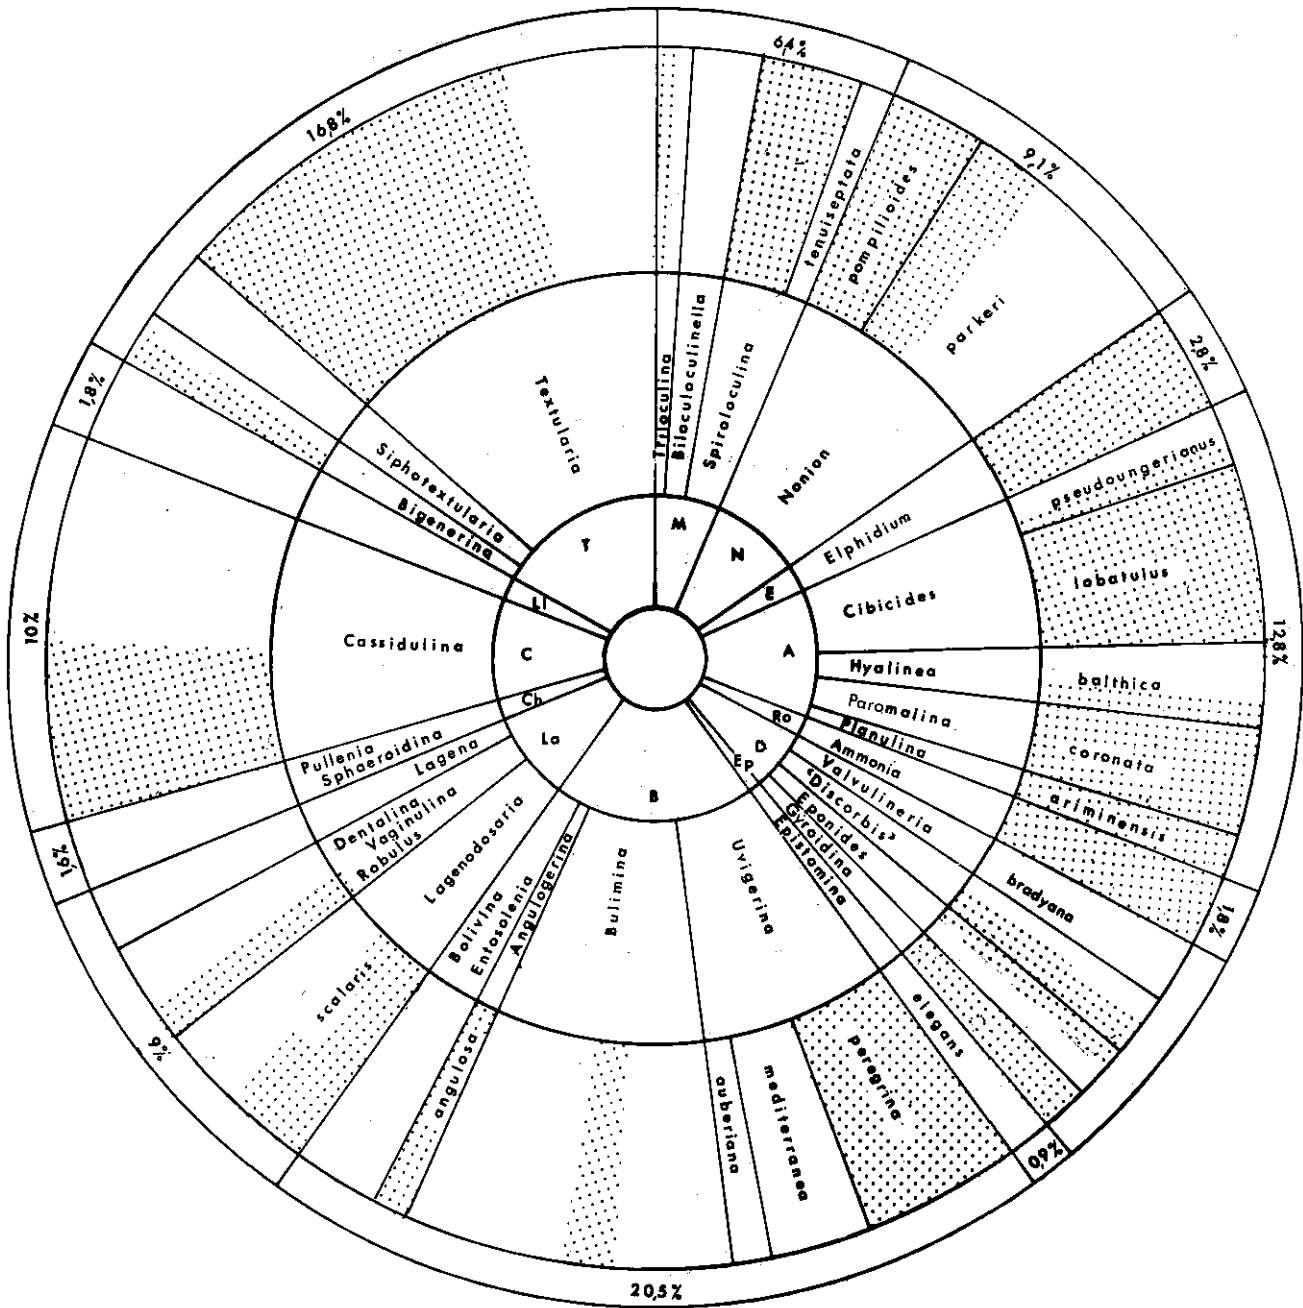 6,4%
9,1%
2,8%
12,8%
1,8%
0,9%
20,5%
9%
1,6%
10%
1,8%
16,8%
tenuiseptata
pompilloides
parkeri
pseudoungerianus
lobatulus
balthica
coronata
ariminensis
bradyana
elegans
peregrina
mediterranea
auberiana
angulosa
scalaris
Triloculina
Biloculinella
Spiroloculina
Nonion
Elphidium
Cibicides
Hyalinea
Paromalina
Planulina
Ammonia
Valvulineria
"Discorbis"
Eponides
Gyroidina
Epistomina
Uvigerina
Bulimina
Angulogerina
Entosolenia
Bolivina
Lagenodosaria
Robulus
Vaginulina
Dentalina
Lagena
Sphaeroidina
Pullenia
Cassidulina
Bigenerina
Siphotextularia
Textularia
M
N
E
A
Ro
D
Ep
B
La
Ch
C
Li
T